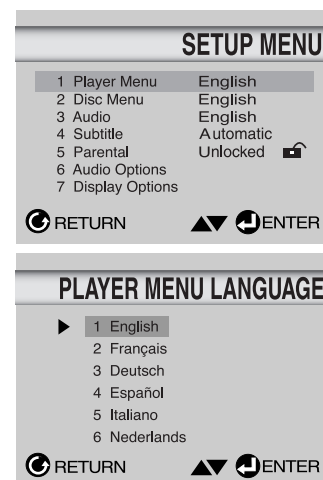 SETUP MENU
1 Player Menu English
2 Disc Menu English
3 Audio English
4 Subtitle Automatic
5 Parental Unlocked
6 Audio Options
7 Display Options
RETURN ENTER
PLAYER MENU LANGUAGE
1 English
2 Français
3 Deutsch
4 Español
5 Italiano
6 Nederlands
RETURN ENTER